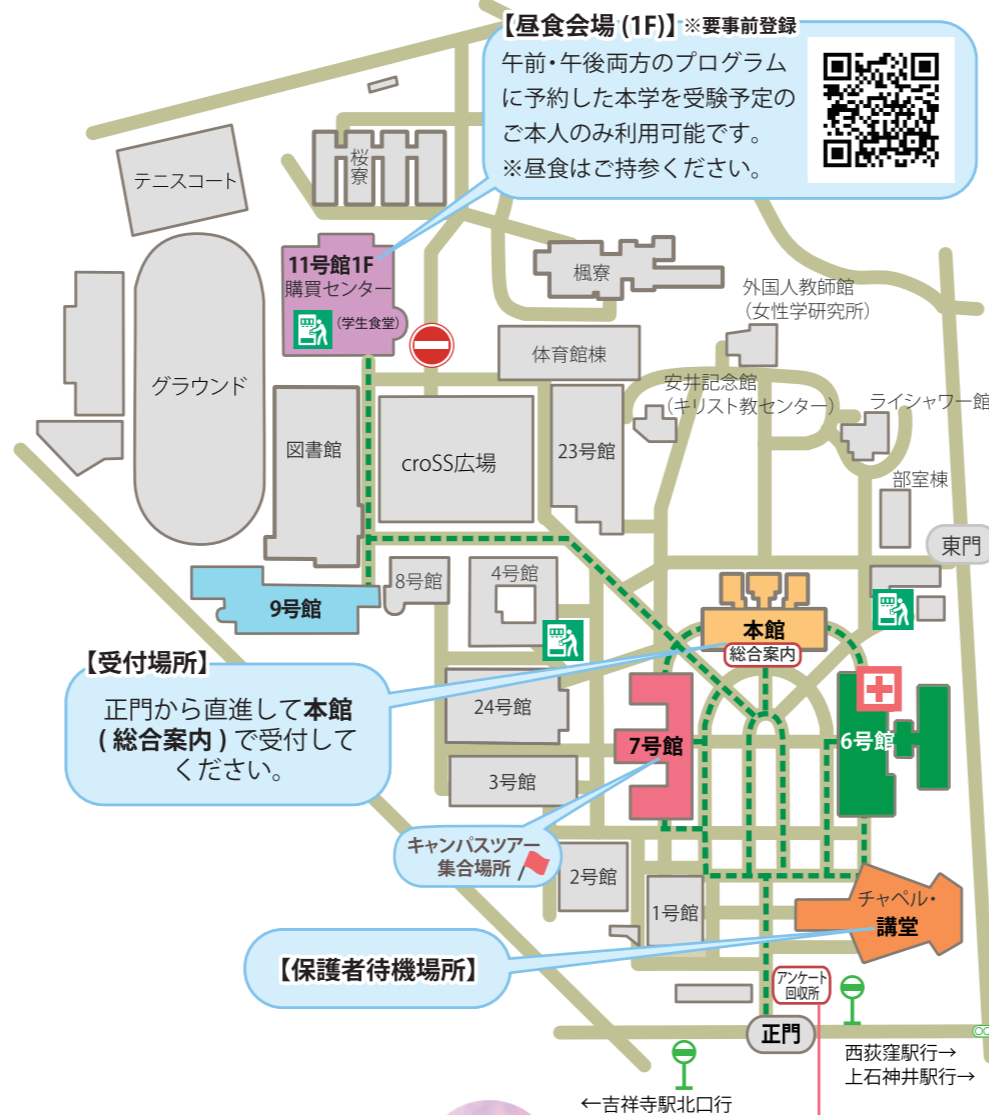 【昼食会場 (1F)】 ※要事前登録
午前・午後両方のプログラム
に予約した本学を受験予定の
ご本人のみ利用可能です。
※昼食はご持参ください。
桜
寮
テニスコート
11号館1F
購買センター
(学生食堂)
楓寮
外国人教師館
(女性学研究所)
体育館棟
安井記念館
(キリスト教センター)
ライシャワー館
グラウンド
図書館
croSS広場
23号館
部室棟
東門
9号館
8号館
4号館
本館
総合案内
【受付場所】
正門から直進して本館
( 総合案内 ) で受付して
ください。
24号館
7号館
6号館
3号館
キャンパスツアー
集合場所
2号館
1号館
チャペル・
講堂
【保護者待機場所】
アンケート
回収所
正門
西荻窪駅行→
上石神井駅行→
←吉祥寺駅北口行